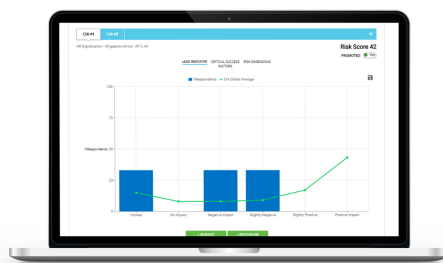 CIA #1 CIA #2
Risk Score 42
PROMOTED: Yes
LEAD INDICATOR CRITICAL SUCCESS FACTORS RISK DIMENSIONS
%Respondents CIA Global Average
100
75
%Respondents 50
25
0
Unclear No Impact Negative Impact Slightly Negative Slightly Positive Positive Impact